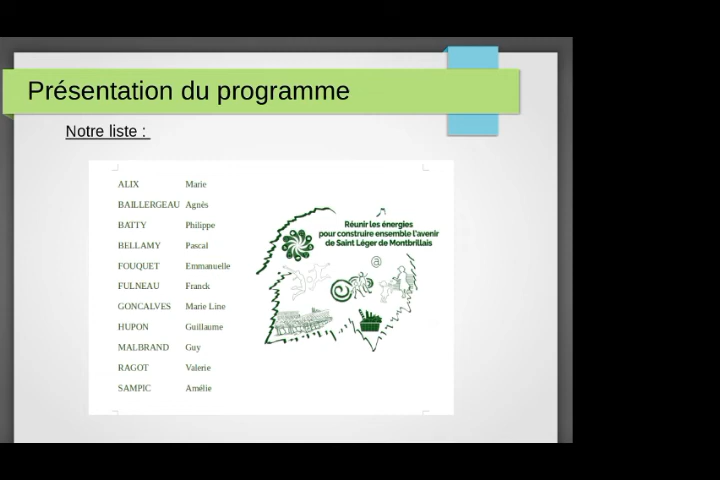 Présentation du programme
Notre liste :
ALIX Marie
BAILLERGEAU Agnès
BATTY Philippe
BELLAMY Pascal
FOUQUET Emmanuelle
FULNEAU Franck
GONCALVES Marie Line
HUPON Guillaume
MALBRAND Guy
RAGOT Valerie
SAMPIC Amélie
Réunir les énergies
pour construire ensemble l'avenir
de Saint Léger de Montbrillais
@